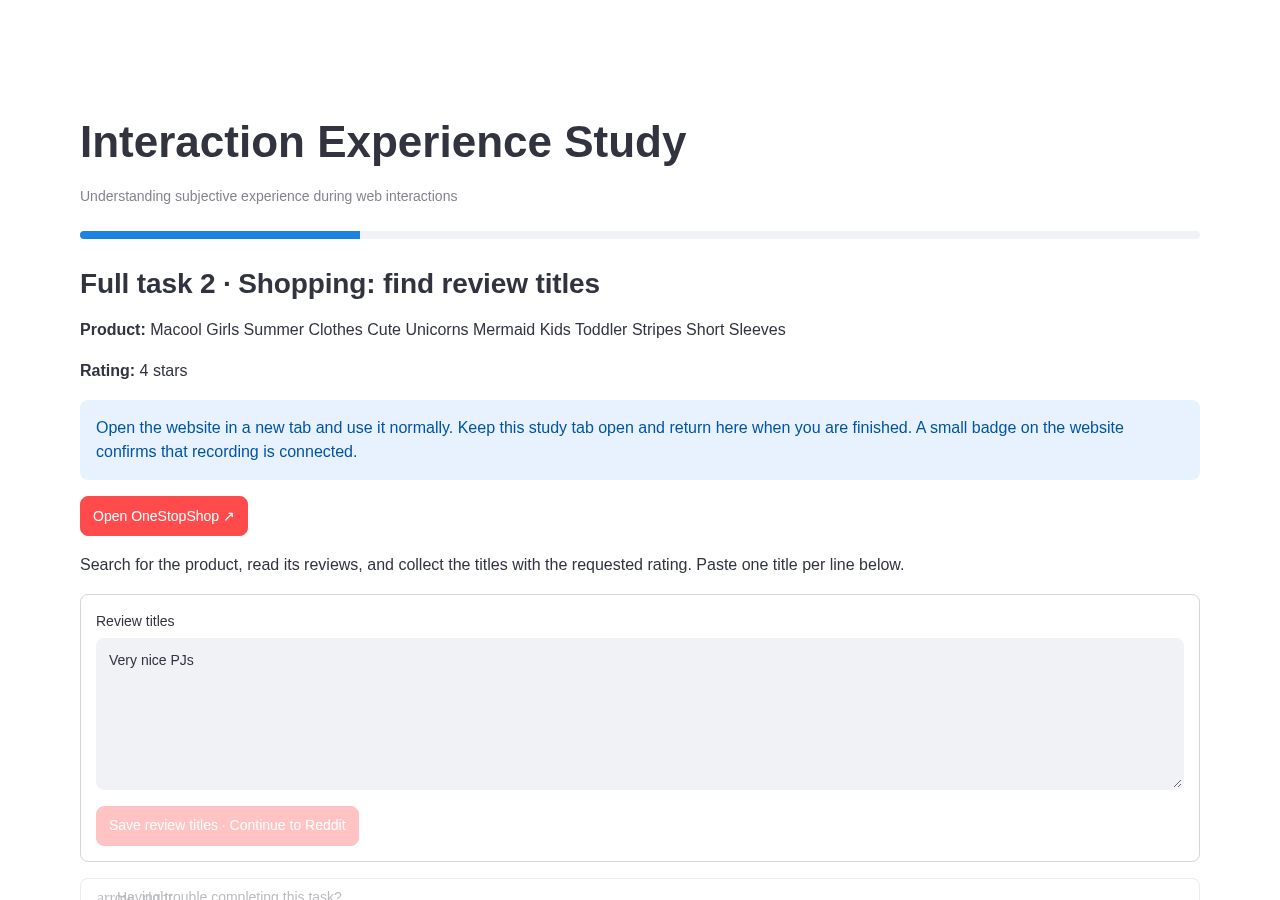 Interaction Experience Study
Understanding subjective experience during web interactions
Full task 2 · Shopping: find review titles
Product: Macool Girls Summer Clothes Cute Unicorns Mermaid Kids Toddler Stripes Short Sleeves
Rating: 4 stars
Open the website in a new tab and use it normally. Keep this study tab open and return here when you are finished. A small badge on the website
confirms that recording is connected.
Open OneStopShop ↗
Search for the product, read its reviews, and collect the titles with the requested rating. Paste one title per line below.
Review titles
Very nice PJs
Save review titles · Continue to Reddit
Having trouble completing this task?